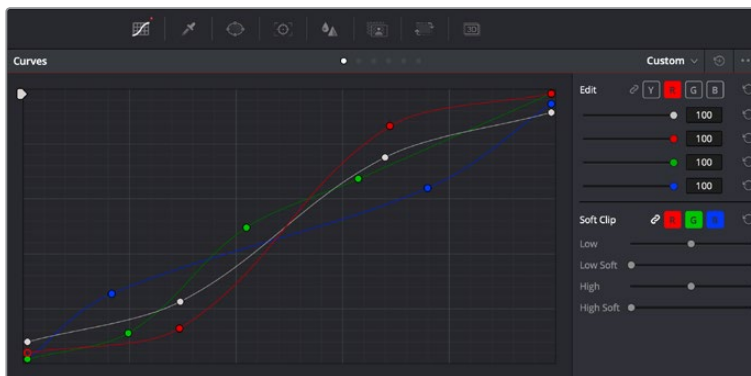 3D
Curves
Custom
Edit Y R G B
100
100
100
100
Soft Clip R G B
Low
Low Soft
High
High Soft